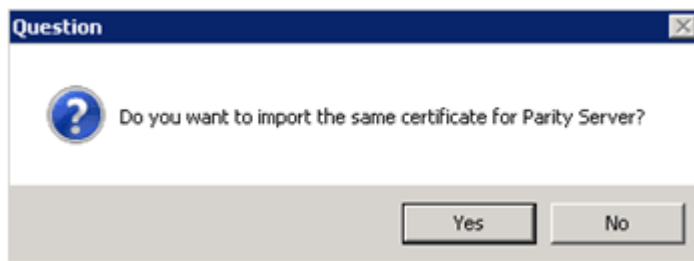 Question
Do you want to import the same certificate for Parity Server?
Yes
No